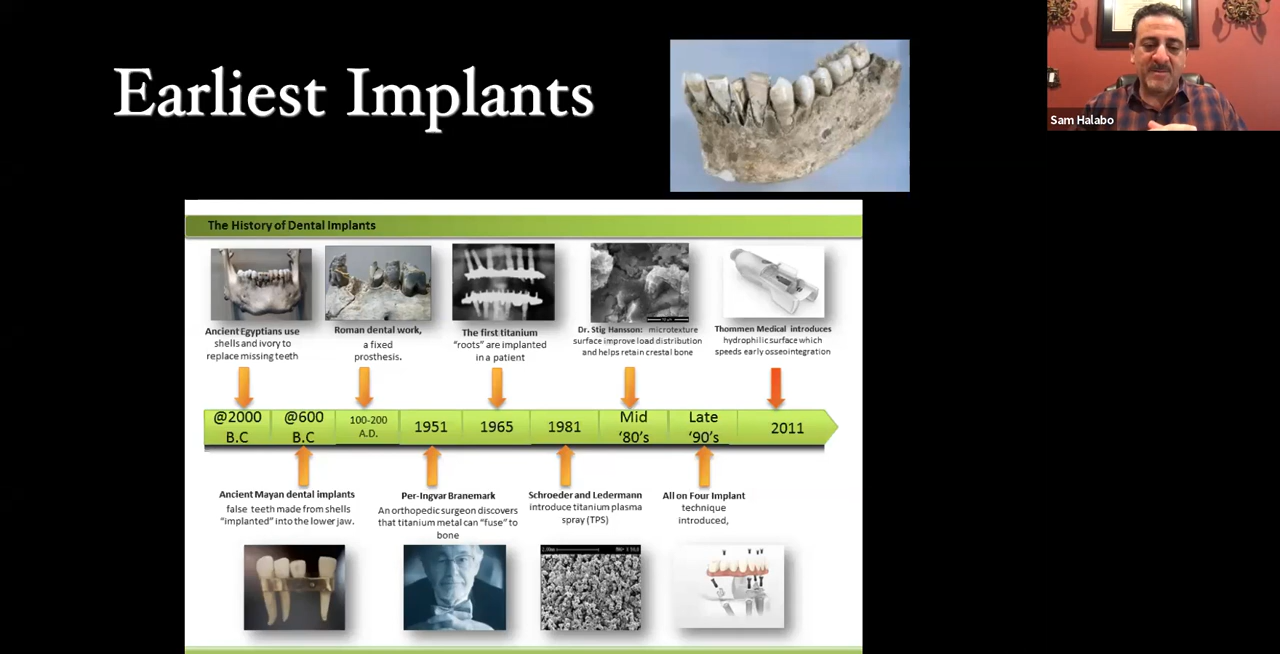 Earliest Implants
Sam Halabo
The History of Dental Implants
Ancient Egyptians use
shells and ivory to
replace missing teeth
Roman dental work,
a fixed
prosthesis.
The first titanium
"roots" are implanted
in a patient
Dr. Stig Hansson: microtexture
surface improve load distribution
and helps retain crestal bone
Thommen Medical introduces
hydrophilic surface which
speeds early osseointegration
@2000
B.C
@600
B.C
100-200
A.D.
1951
1965
1981
Mid
'80's
Late
'90's
2011
Ancient Mayan dental implants
false teeth made from shells
"implanted" into the lower jaw.
Per-Ingvar Branemark
An orthopedic surgeon discovers
that titanium metal can "fuse" to
bone
Schroeder and Ledermann
introduce titanium plasma
spray (TPS)
All on Four Implant
technique
introduced,